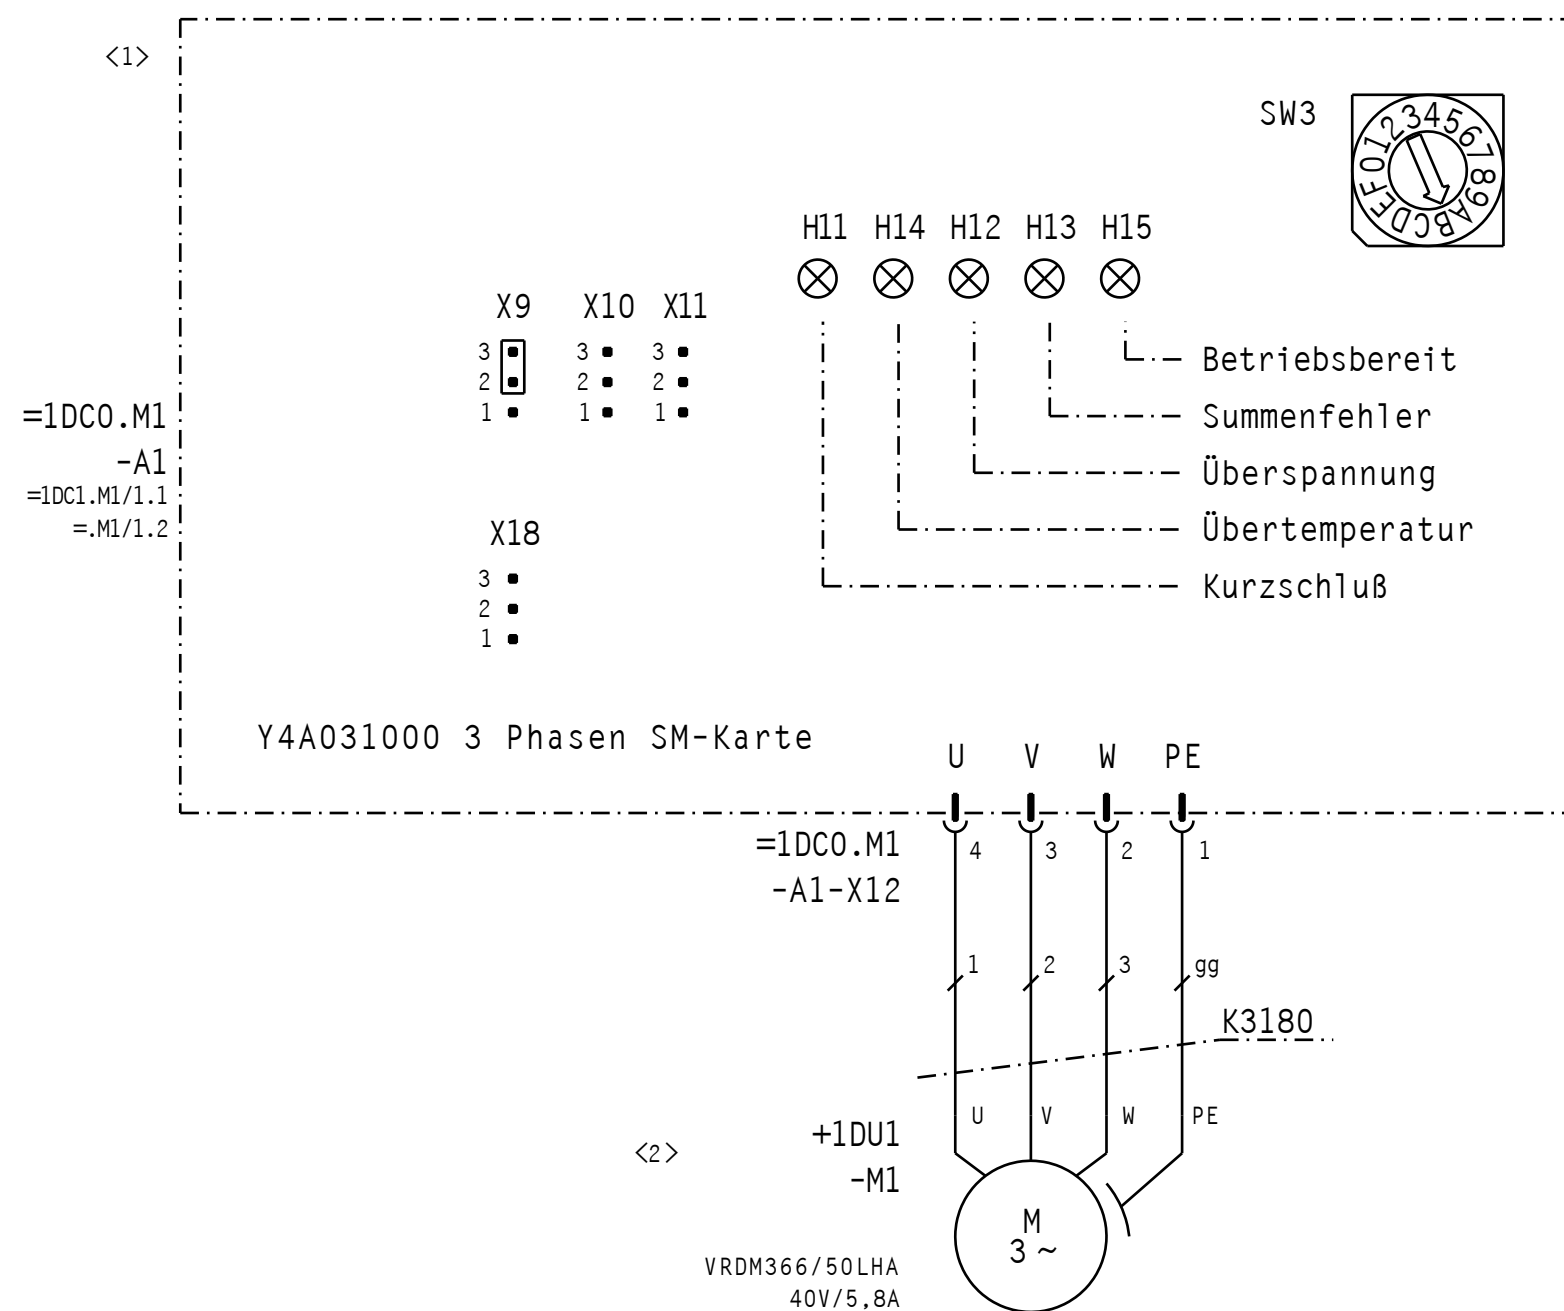 <1>
SW3
0123456789ABCDEF
H11 H14 H12 H13 H15
X9 X10 X11
3 3 3
2 2 2
1 1 1
Betriebsbereit
Summenfehler
Überspannung
Übertemperatur
Kurzschluß
=1DC0.M1
-A1
=1DC1.M1/1.1
=.M1/1.2
X18
3
2
1
Y4A031000 3 Phasen SM-Karte
U V W PE
=1DC0.M1
-A1-X12
4 3 2 1
1 2 3 gg
K3180
U V W PE
<2>
+1DU1
-M1
M
3 ~
VRDM366/50LHA
40V/5,8A